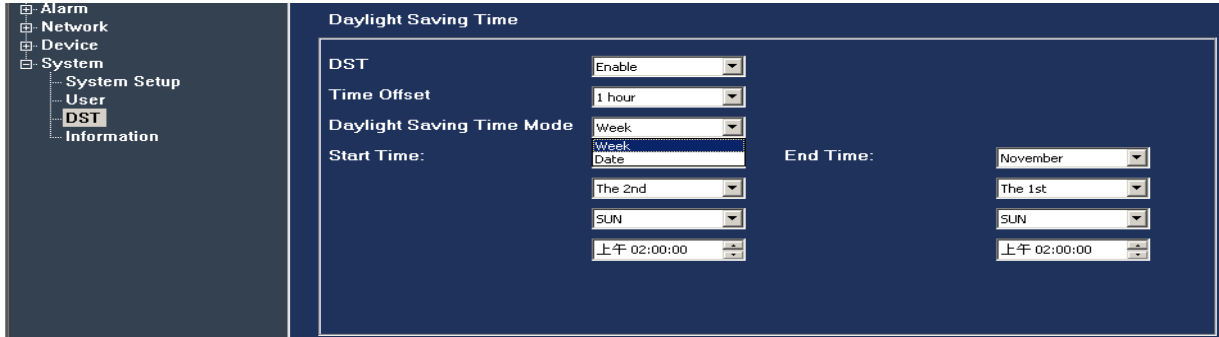 Alarm
Network
Device
System
System Setup
User
DST
Information
Daylight Saving Time
DST Enable
Time Offset 1 hour
Daylight Saving Time Mode Week
Week
Date
Start Time: End Time: November
The 2nd The 1st
SUN SUN
上午 02:00:00 上午 02:00:00